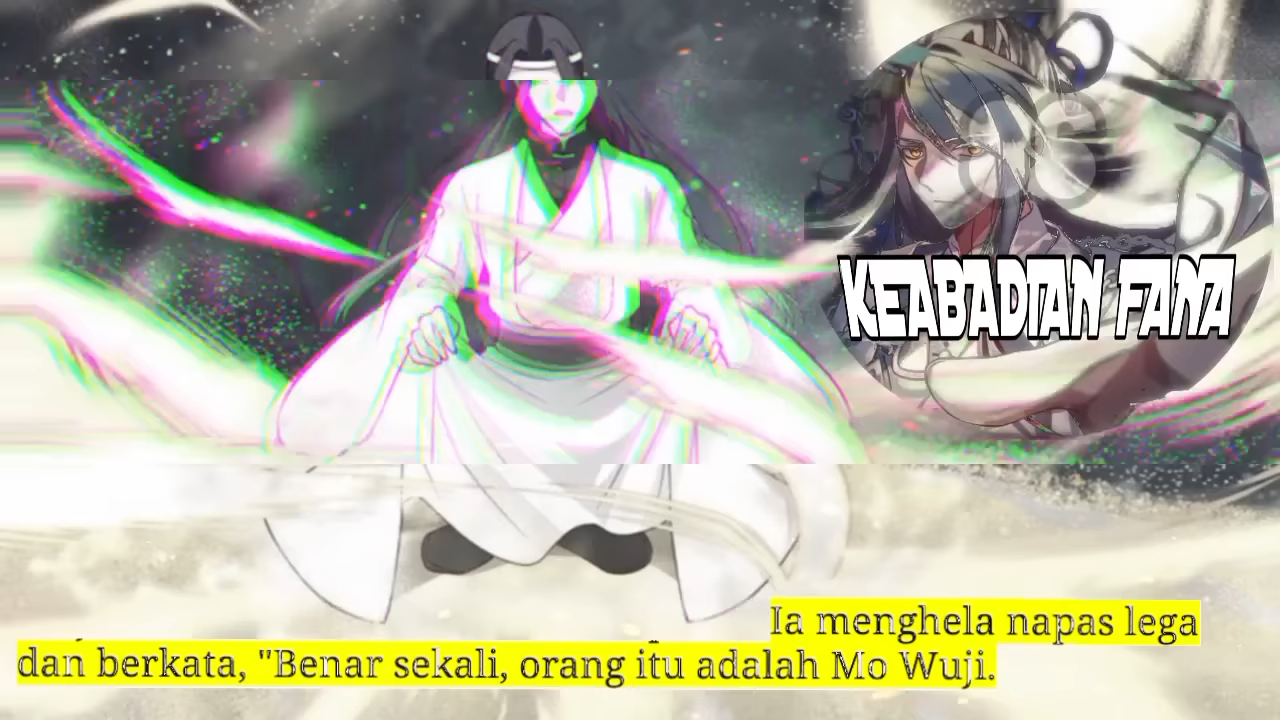 KEABADIAN FANA
Ia menghela napas lega
dan berkata, "Benar sekali, orang itu adalah Mo Wuji.